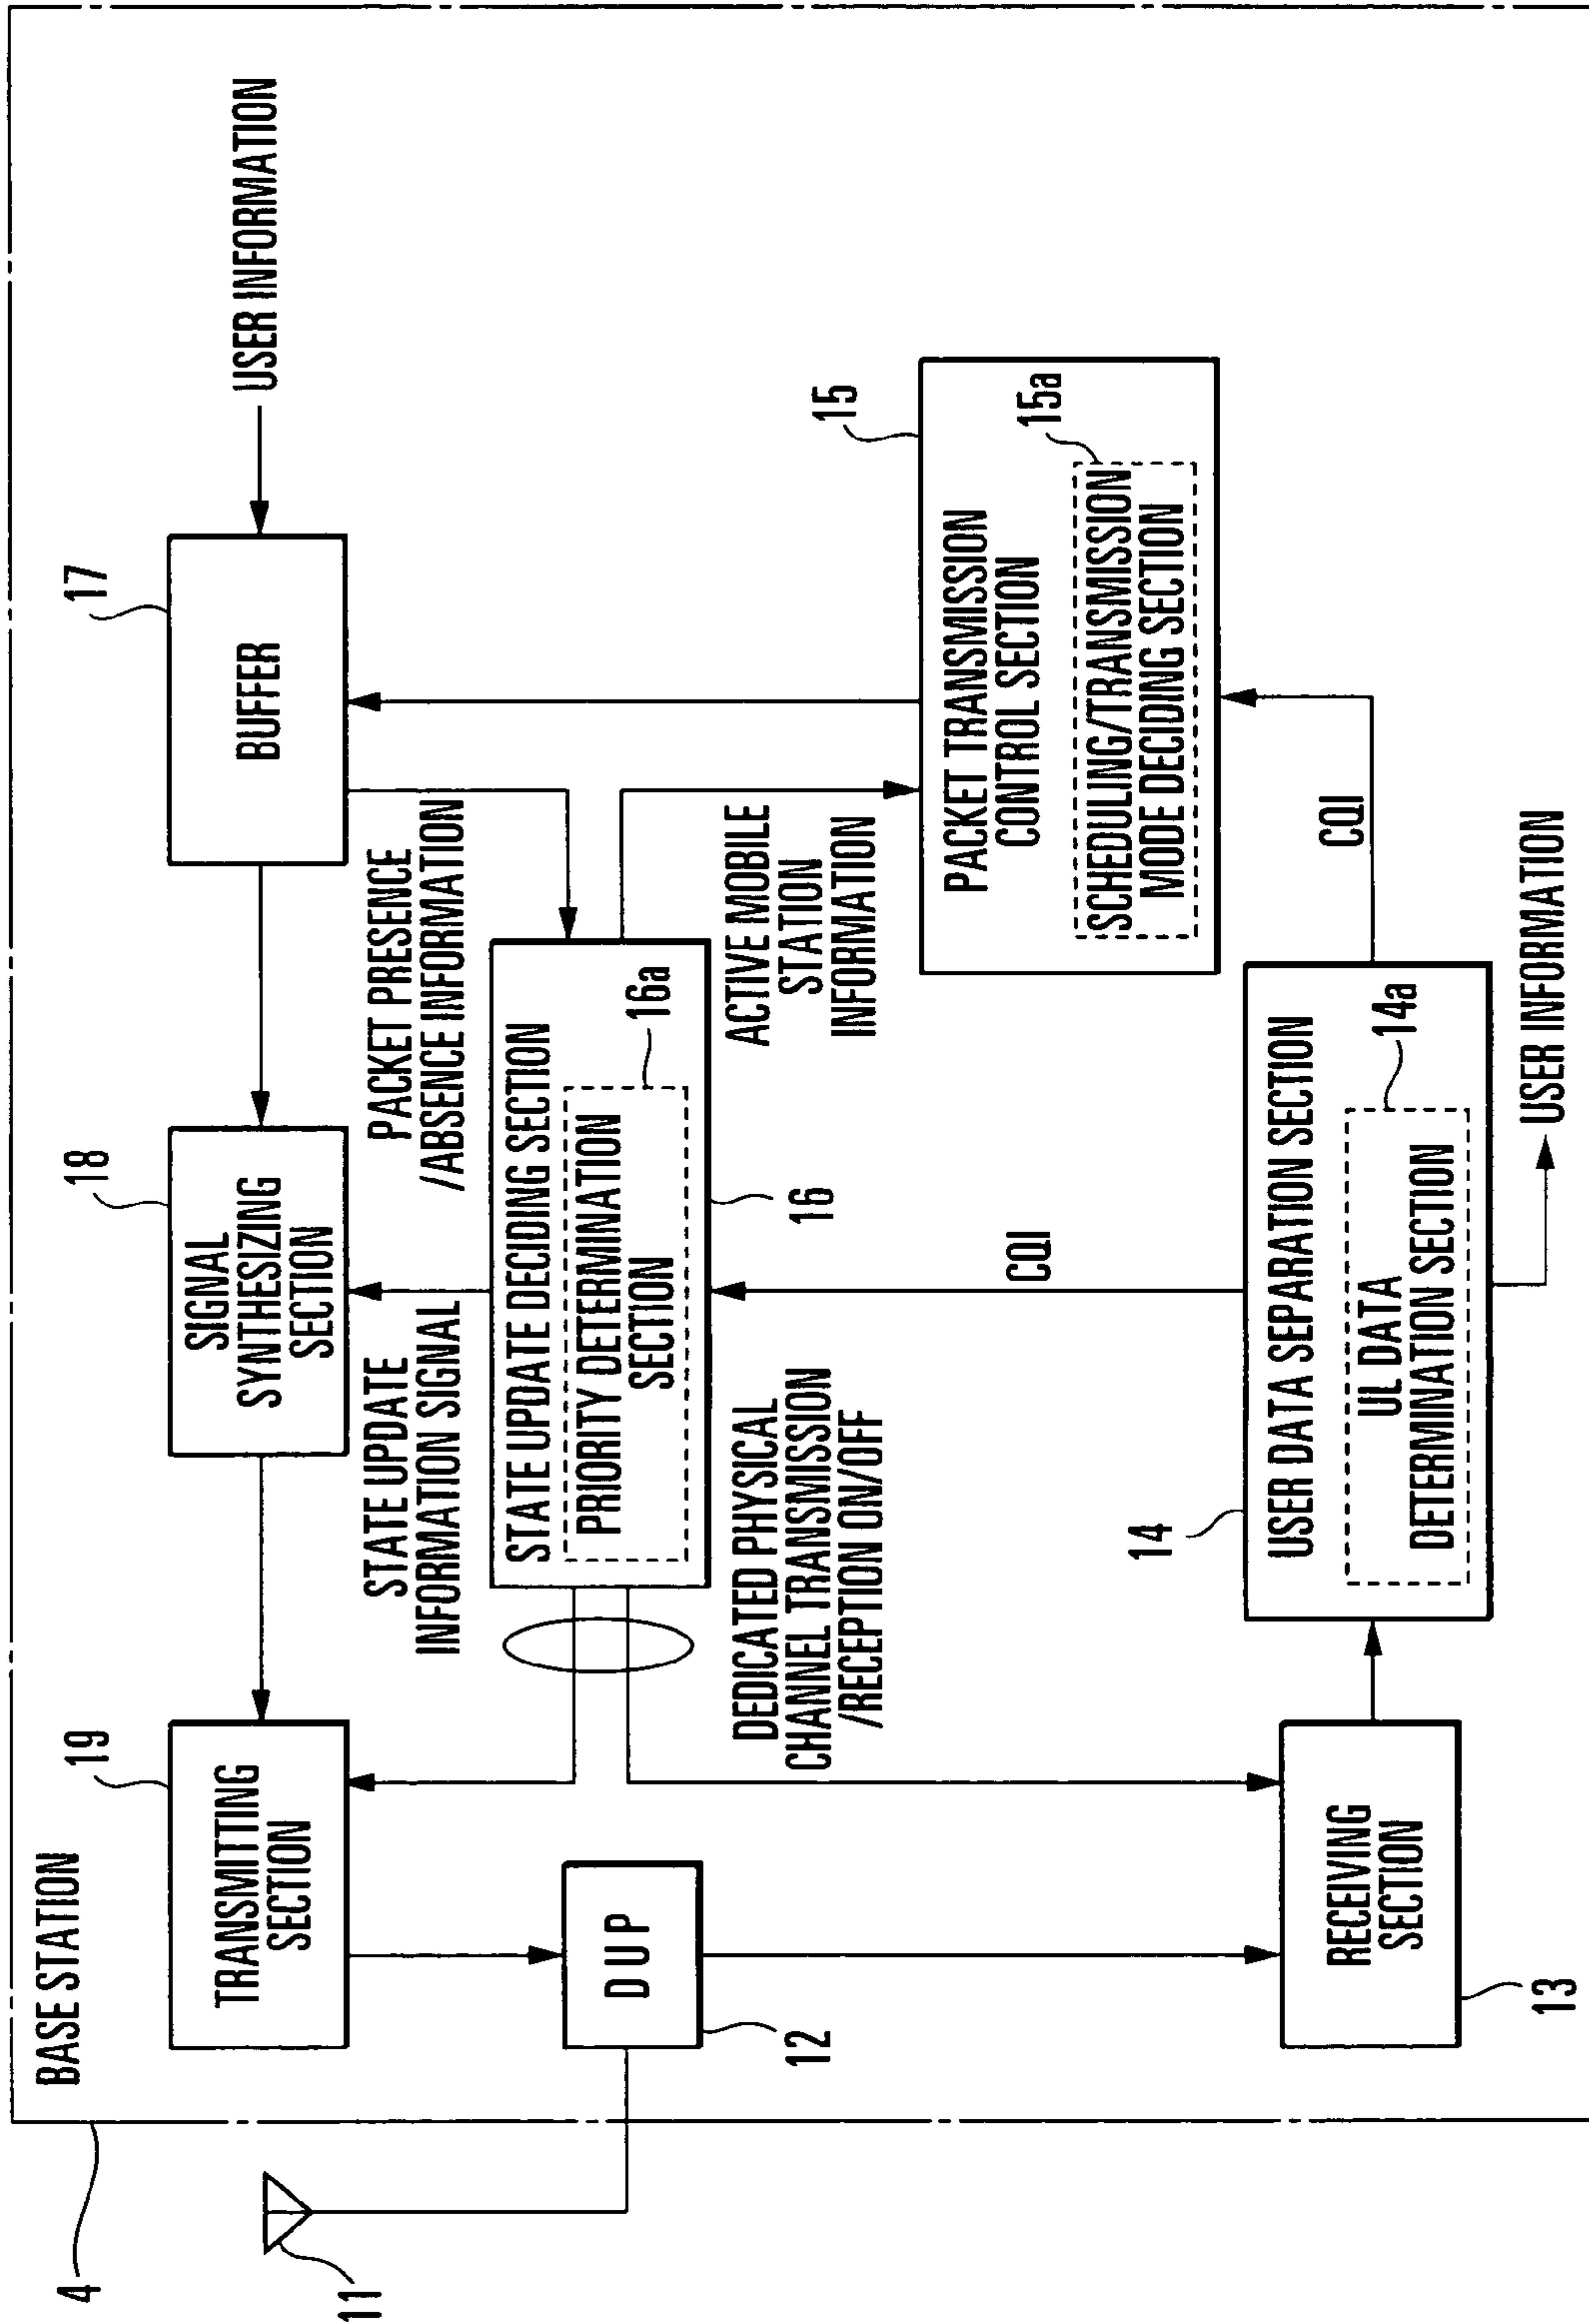 BASE STATION
4
11
19
TRANSMITTING
SECTION
18
SIGNAL
SYNTHESIZING
SECTION
17
BUFFER
USER INFORMATION
STATE UPDATE
INFORMATION SIGNAL
PACKET PRESENCE
/ABSENCE INFORMATION
DUP
12
STATE UPDATE DECIDING SECTION
16a
PRIORITY DETERMINATION
SECTION
16
DEDICATED PHYSICAL
CHANNEL TRANSMISSION
/RECEPTION ON/OFF
ACTIVE MOBILE
STATION
INFORMATION
CQI
15
PACKET TRANSMISSION
CONTROL SECTION
15a
SCHEDULING/TRANSMISSION
MODE DECIDING SECTION
CQI
RECEIVING
SECTION
13
14
USER DATA SEPARATION SECTION
14a
UL DATA
DETERMINATION SECTION
USER INFORMATION